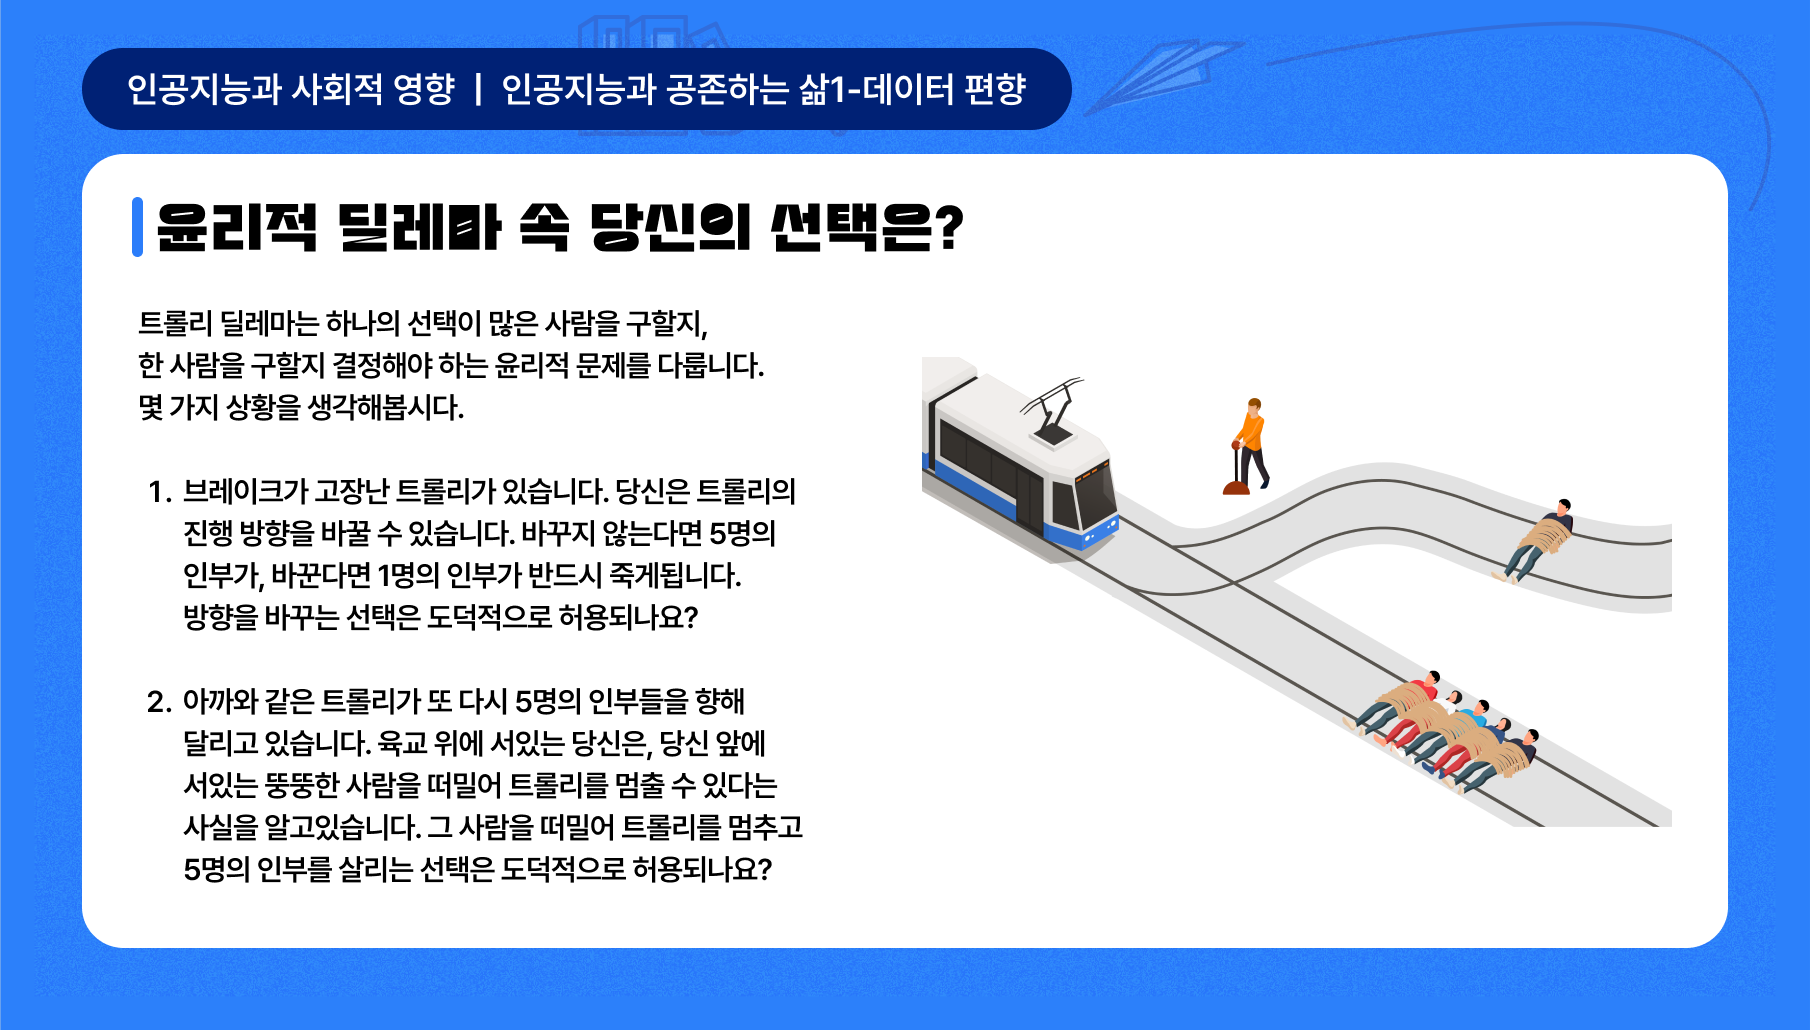 인공지능과 사회적 영향 | 인공지능과 공존하는 삶1-데이터 편향
윤리적 딜레마 속 당신의 선택은?
트롤리 딜레마는 하나의 선택이 많은 사람을 구할지,
한 사람을 구할지 결정해야 하는 윤리적 문제를 다룹니다.
몇 가지 상황을 생각해봅시다.
1. 브레이크가 고장난 트롤리가 있습니다. 당신은 트롤리의
진행 방향을 바꿀 수 있습니다. 바꾸지 않는다면 5명의
인부가, 바꾼다면 1명의 인부가 반드시 죽게됩니다.
방향을 바꾸는 선택은 도덕적으로 허용되나요?
2. 아까와 같은 트롤리가 또 다시 5명의 인부들을 향해
달리고 있습니다. 육교 위에 서있는 당신은, 당신 앞에
서있는 뚱뚱한 사람을 떠밀어 트롤리를 멈출 수 있다는
사실을 알고있습니다. 그 사람을 떠밀어 트롤리를 멈추고
5명의 인부를 살리는 선택은 도덕적으로 허용되나요?